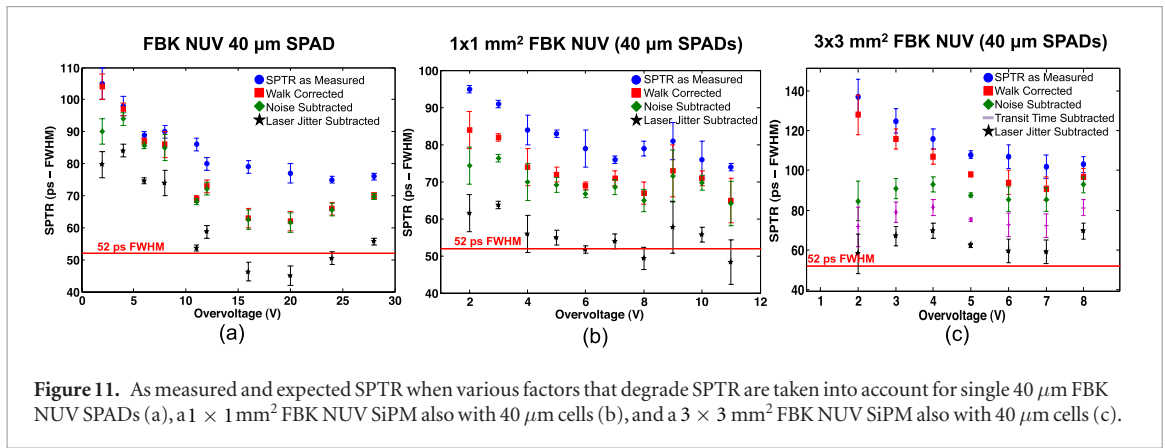 FBK NUV 40 μm SPAD
110
100
90
80
70
60
50
40
0
5
10
15
20
25
30
SPTR (ps – FWHM)
Overvoltage (V)
SPTR as Measured
Walk Corrected
Noise Subtracted
Laser Jitter Subtracted
52 ps FWHM
(a)
1x1 mm² FBK NUV (40 μm SPADs)
100
90
80
70
60
50
40
2
4
6
8
10
12
SPTR (ps – FWHM)
Overvoltage (V)
SPTR as Measured
Walk Corrected
Noise Subtracted
Laser Jitter Subtracted
52 ps FWHM
(b)
3x3 mm² FBK NUV (40 μm SPADs)
140
120
100
80
60
40
1
2
3
4
5
6
7
8
SPTR (ps – FWHM)
Overvoltage (V)
SPTR as Measured
Walk Corrected
Noise Subtracted
Transit Time Subtracted
Laser Jitter Subtracted
52 ps FWHM
(c)
Figure 11. As measured and expected SPTR when various factors that degrade SPTR are taken into account for single 40 μm FBK
NUV SPADs (a), a 1 × 1 mm² FBK NUV SiPM also with 40 μm cells (b), and a 3 × 3 mm² FBK NUV SiPM also with 40 μm cells (c).